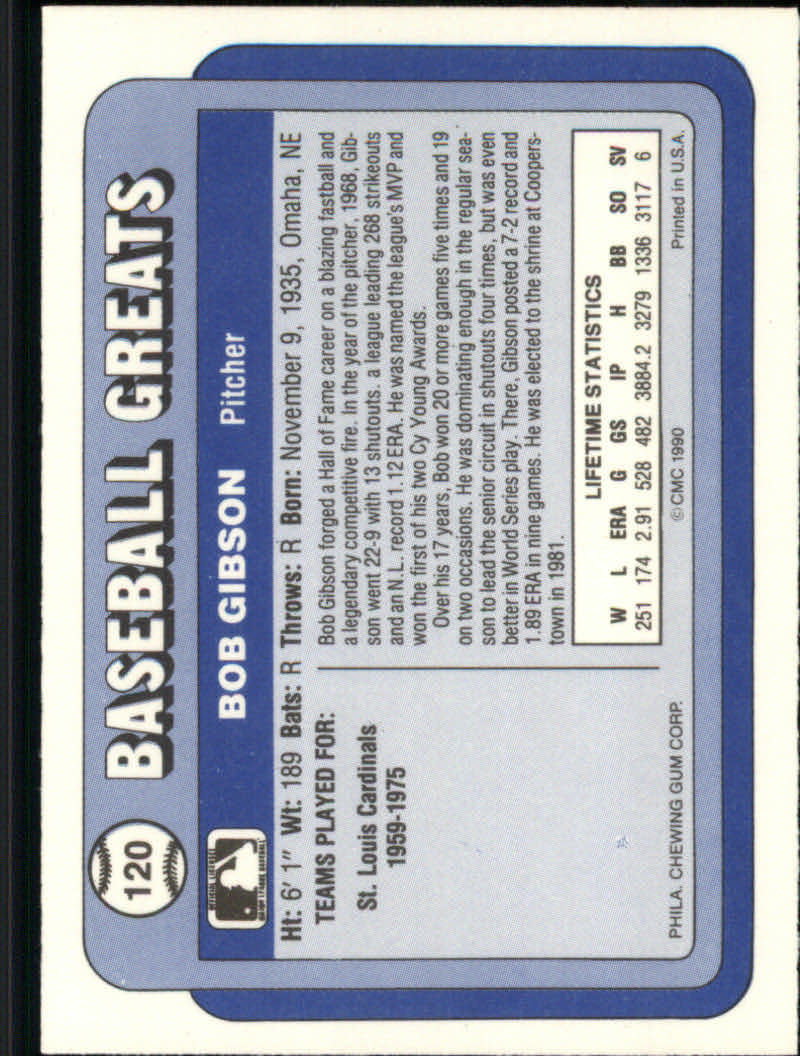 120
BASEBALL GREATS
BOB GIBSON Pitcher
Ht: 6' 1" Wt: 189 Bats: R Throws: R Born: November 9, 1935, Omaha, NE
TEAMS PLAYED FOR:
St. Louis Cardinals
1959-1975
Bob Gibson forged a Hall of Fame career on a blazing fastball and
a legendary competitive fire. In the year of the pitcher, 1968, Gib-
son went 22-9 with 13 shutouts. a league leading 268 strikeouts
and an N.L. record 1.12 ERA. He was named the league's MVP and
won the first of his two Cy Young Awards.
Over his 17 years, Bob won 20 or more games five times and 19
on two occasions. He was dominating enough in the regular sea-
son to lead the senior circuit in shutouts four times, but was even
better in World Series play. There, Gibson posted a 7-2 record and
1.89 ERA in nine games. He was elected to the shrine at Coopers-
town in 1981.
LIFETIME STATISTICS
W L ERA G GS IP H BB SO SV
251 174 2.91 528 482 3884.2 3279 1336 3117 6
PHILA. CHEWING GUM CORP. © CMC 1990 Printed in U.S.A.